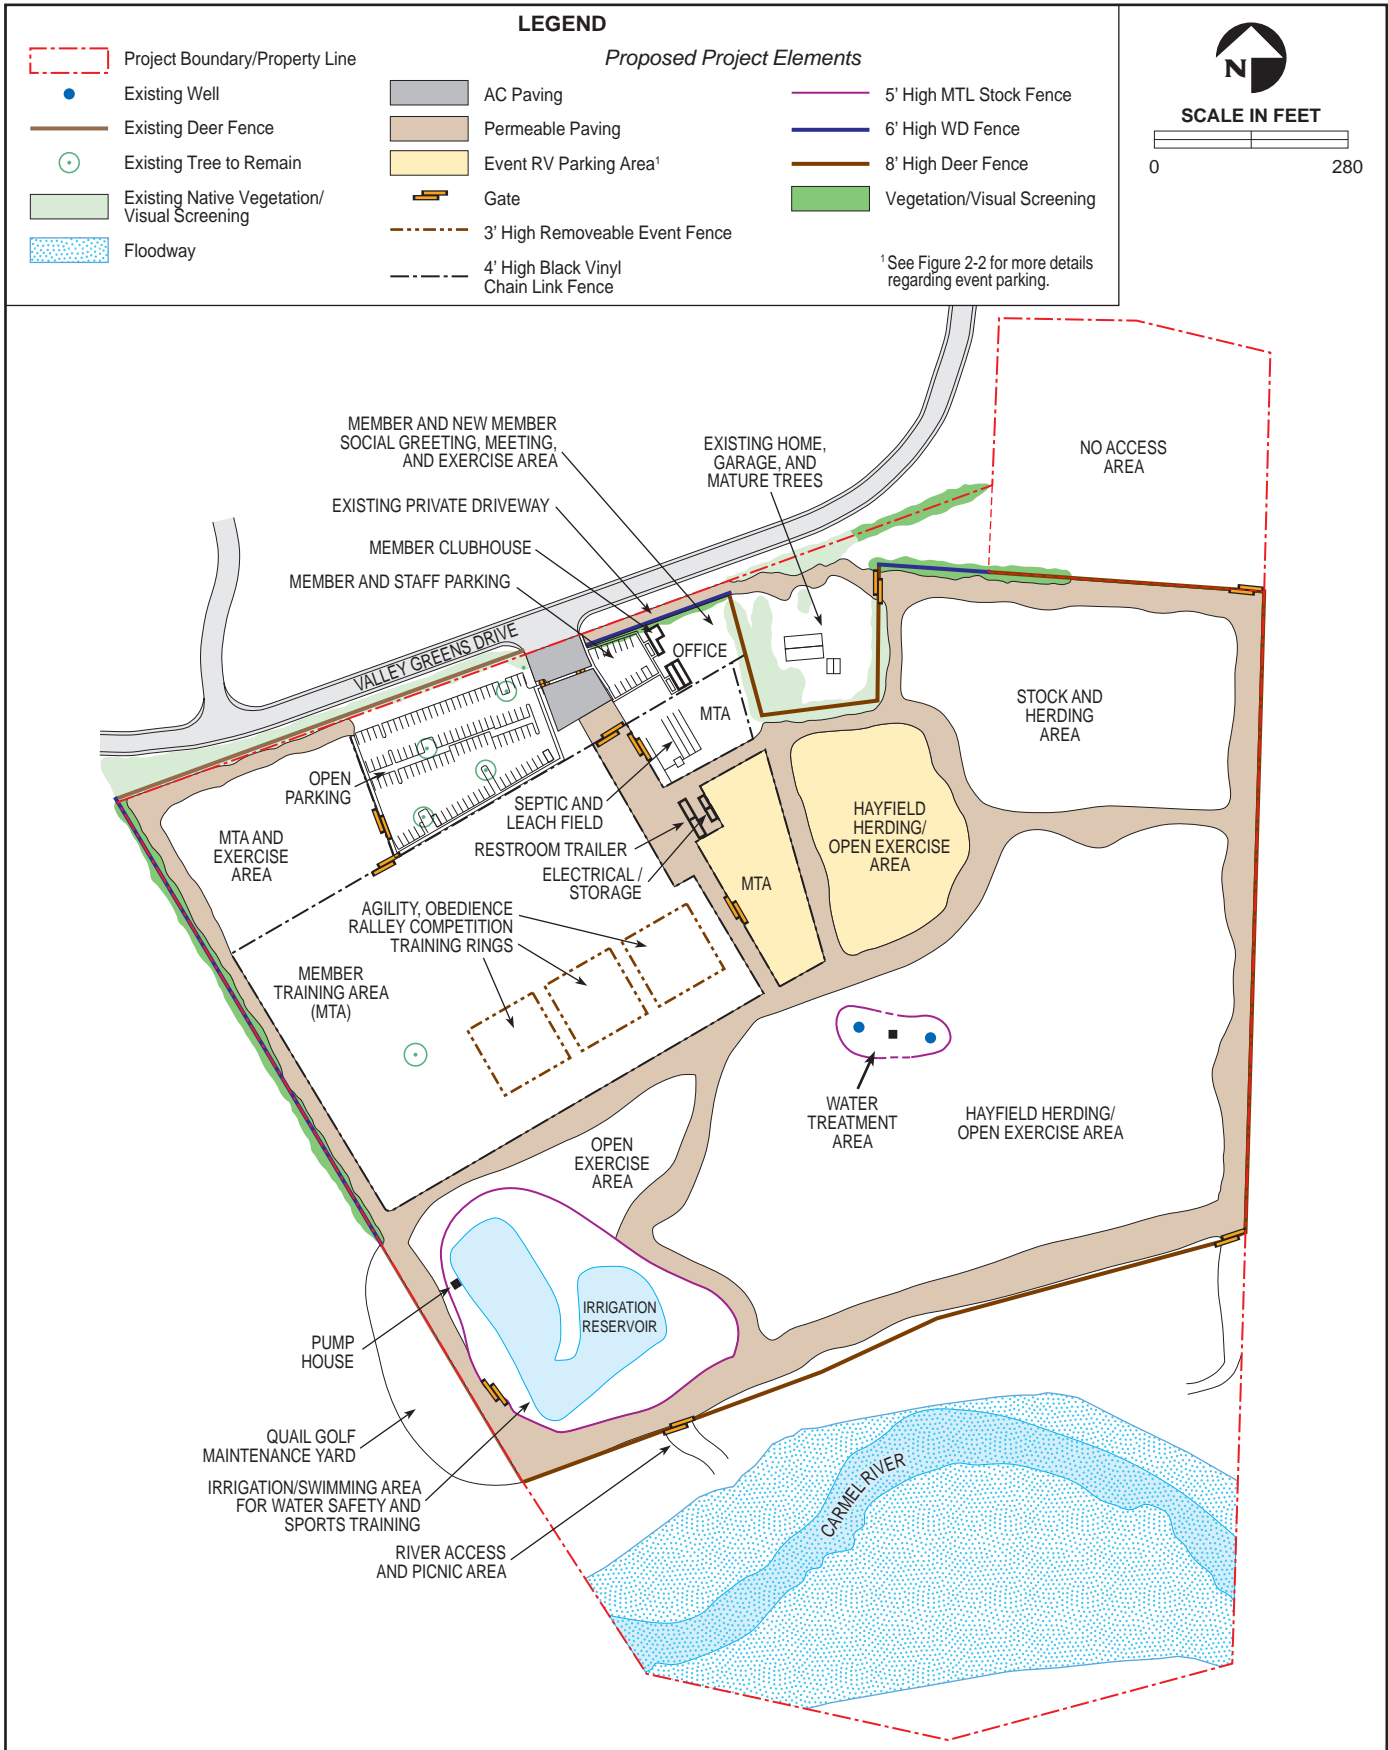 LEGEND
Project Boundary/Property Line
Existing Well
Existing Deer Fence
Existing Tree to Remain
Existing Native Vegetation/
Visual Screening
Floodway
Proposed Project Elements
AC Paving
Permeable Paving
Event RV Parking Area¹
Gate
3' High Removeable Event Fence
4' High Black Vinyl
Chain Link Fence
5' High MTL Stock Fence
6' High WD Fence
8' High Deer Fence
Vegetation/Visual Screening
¹ See Figure 2-2 for more details
regarding event parking.
N
SCALE IN FEET
0 280
MEMBER AND NEW MEMBER
SOCIAL GREETING, MEETING,
AND EXERCISE AREA
EXISTING HOME,
GARAGE, AND
MATURE TREES
NO ACCESS
AREA
EXISTING PRIVATE DRIVEWAY
MEMBER CLUBHOUSE
MEMBER AND STAFF PARKING
VALLEY GREENS DRIVE
OFFICE
MTA
STOCK AND
HERDING
AREA
OPEN
PARKING
SEPTIC AND
LEACH FIELD
HAYFIELD
HERDING/
OPEN EXERCISE
AREA
MTA AND
EXERCISE
AREA
RESTROOM TRAILER
ELECTRICAL /
STORAGE
MTA
AGILITY, OBEDIENCE
RALLEY COMPETITION
TRAINING RINGS
MEMBER
TRAINING AREA
(MTA)
WATER
TREATMENT
AREA
HAYFIELD HERDING/
OPEN EXERCISE AREA
OPEN
EXERCISE
AREA
IRRIGATION
RESERVOIR
PUMP
HOUSE
QUAIL GOLF
MAINTENANCE YARD
IRRIGATION/SWIMMING AREA
FOR WATER SAFETY AND
SPORTS TRAINING
RIVER ACCESS
AND PICNIC AREA
CARMEL RIVER